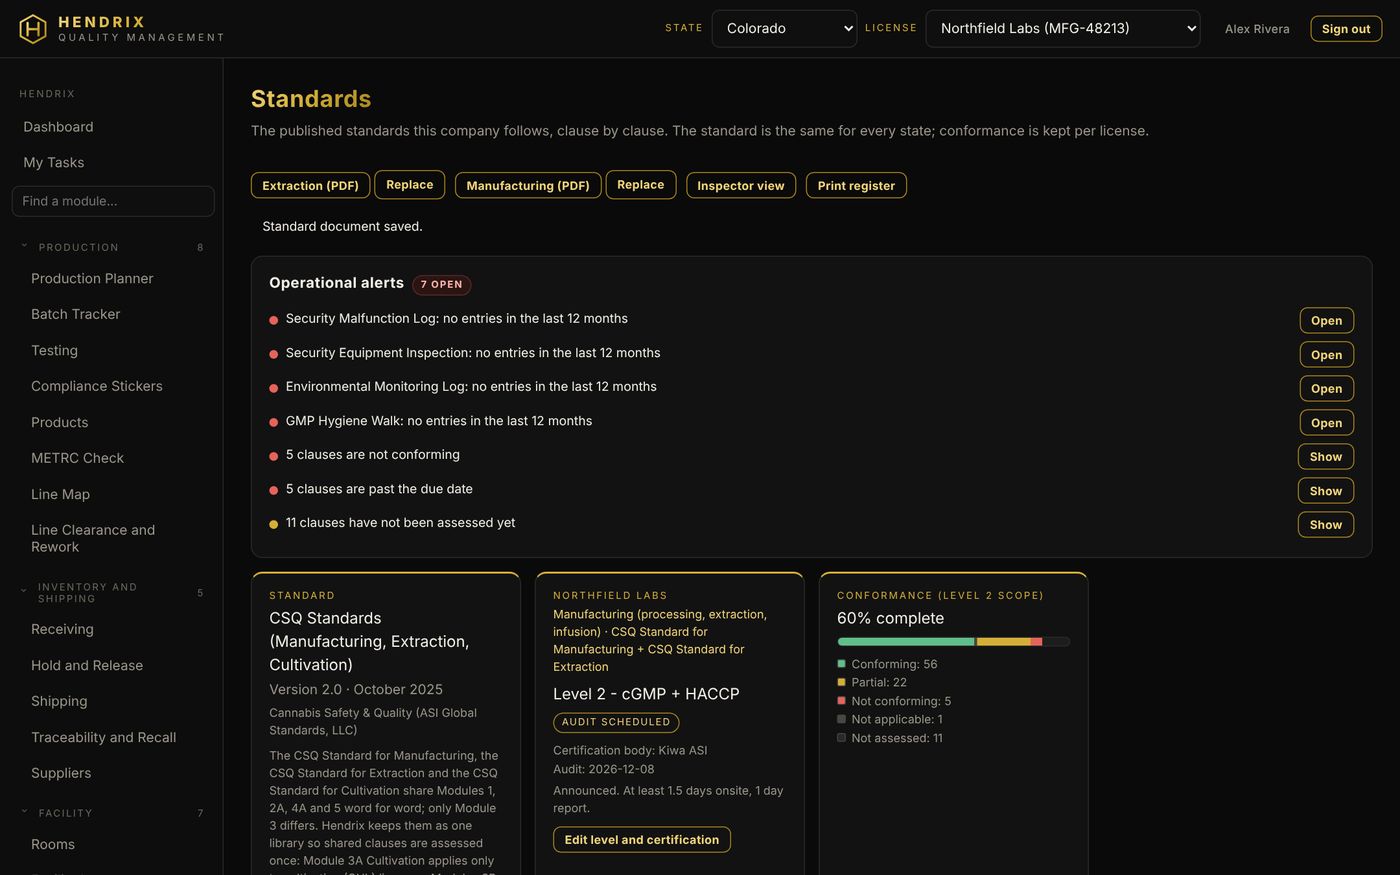 HENDRIX
QUALITY MANAGEMENT
STATE
Colorado
LICENSE
Northfield Labs (MFG-48213)
Alex Rivera
Sign out
HENDRIX
Dashboard
My Tasks
Find a module...
PRODUCTION 8
Production Planner
Batch Tracker
Testing
Compliance Stickers
Products
METRC Check
Line Map
Line Clearance and
Rework
INVENTORY AND
SHIPPING 5
Receiving
Hold and Release
Shipping
Traceability and Recall
Suppliers
FACILITY 7
Rooms
Standards
The published standards this company follows, clause by clause. The standard is the same for every state; conformance is kept per license.
Extraction (PDF) Replace Manufacturing (PDF) Replace Inspector view Print register
Standard document saved.
Operational alerts 7 OPEN
Security Malfunction Log: no entries in the last 12 months Open
Security Equipment Inspection: no entries in the last 12 months Open
Environmental Monitoring Log: no entries in the last 12 months Open
GMP Hygiene Walk: no entries in the last 12 months Open
5 clauses are not conforming Show
5 clauses are past the due date Show
11 clauses have not been assessed yet Show
STANDARD
CSQ Standards
(Manufacturing, Extraction,
Cultivation)
Version 2.0 · October 2025
Cannabis Safety & Quality (ASI Global
Standards, LLC)
The CSQ Standard for Manufacturing, the
CSQ Standard for Extraction and the CSQ
Standard for Cultivation share Modules 1,
2A, 4A and 5 word for word; only Module
3 differs. Hendrix keeps them as one
library so shared clauses are assessed
once: Module 3A Cultivation applies only
NORTHFIELD LABS
Manufacturing (processing, extraction,
infusion) · CSQ Standard for
Manufacturing + CSQ Standard for
Extraction
Level 2 - cGMP + HACCP
AUDIT SCHEDULED
Certification body: Kiwa ASI
Audit: 2026-12-08
Announced. At least 1.5 days onsite, 1 day
report.
Edit level and certification
CONFORMANCE (LEVEL 2 SCOPE)
60% complete
Conforming: 56
Partial: 22
Not conforming: 5
Not applicable: 1
Not assessed: 11